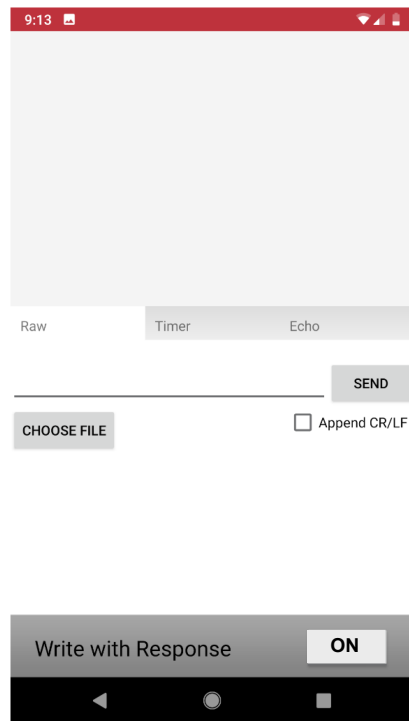 9:13
Raw Timer Echo
SEND
CHOOSE FILE
Append CR/LF
Write with Response
ON